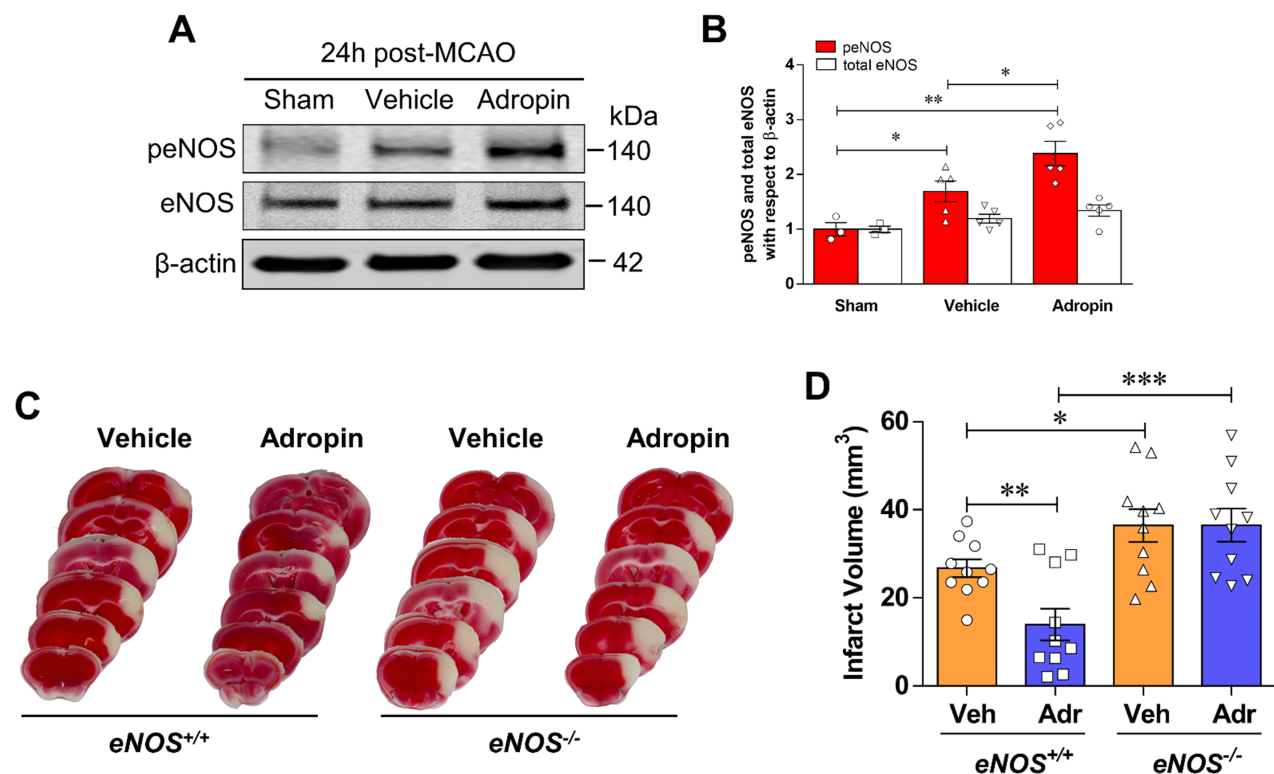 A
24h post-MCAO
Sham Vehicle Adropin
kDa
peNOS 140
eNOS 140
β-actin 42
B
peNOS
total eNOS
peNOS and total eNOS
with respect to β-actin
4
3
2
1
0
*
**
*
Sham Vehicle Adropin
C
Vehicle Adropin Vehicle Adropin
eNOS+/+ eNOS-/-
D
Infarct Volume (mm3)
60
40
20
0
***
*
**
Veh Adr Veh Adr
eNOS+/+ eNOS-/-